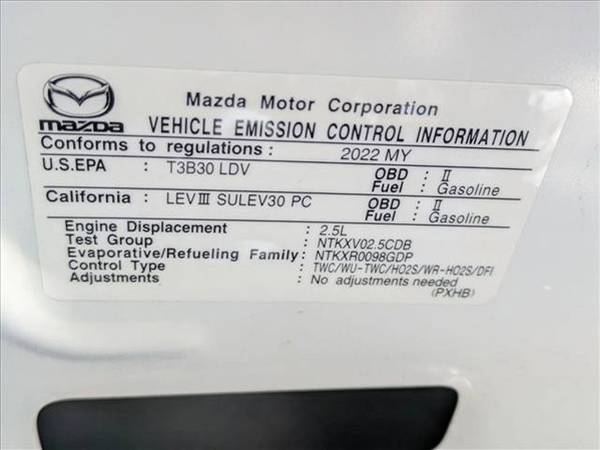 Mazda Motor Corporation
mazda VEHICLE EMISSION CONTROL INFORMATION
Conforms to regulations : 2022 MY
U.S.EPA : T3B30 LDV OBD : II
Fuel : Gasoline
California : LEVIII SULEV30 PC OBD : II
Fuel : Gasoline
Engine Displacement : 2.5L
Test Group : NTKXV02.5CDB
Evaporative/Refueling Family : NTKXR0098GDP
Control Type : TWC/WU-TWC/HO2S/WR-HO2S/DFI
Adjustments : No adjustments needed
(PXHB)